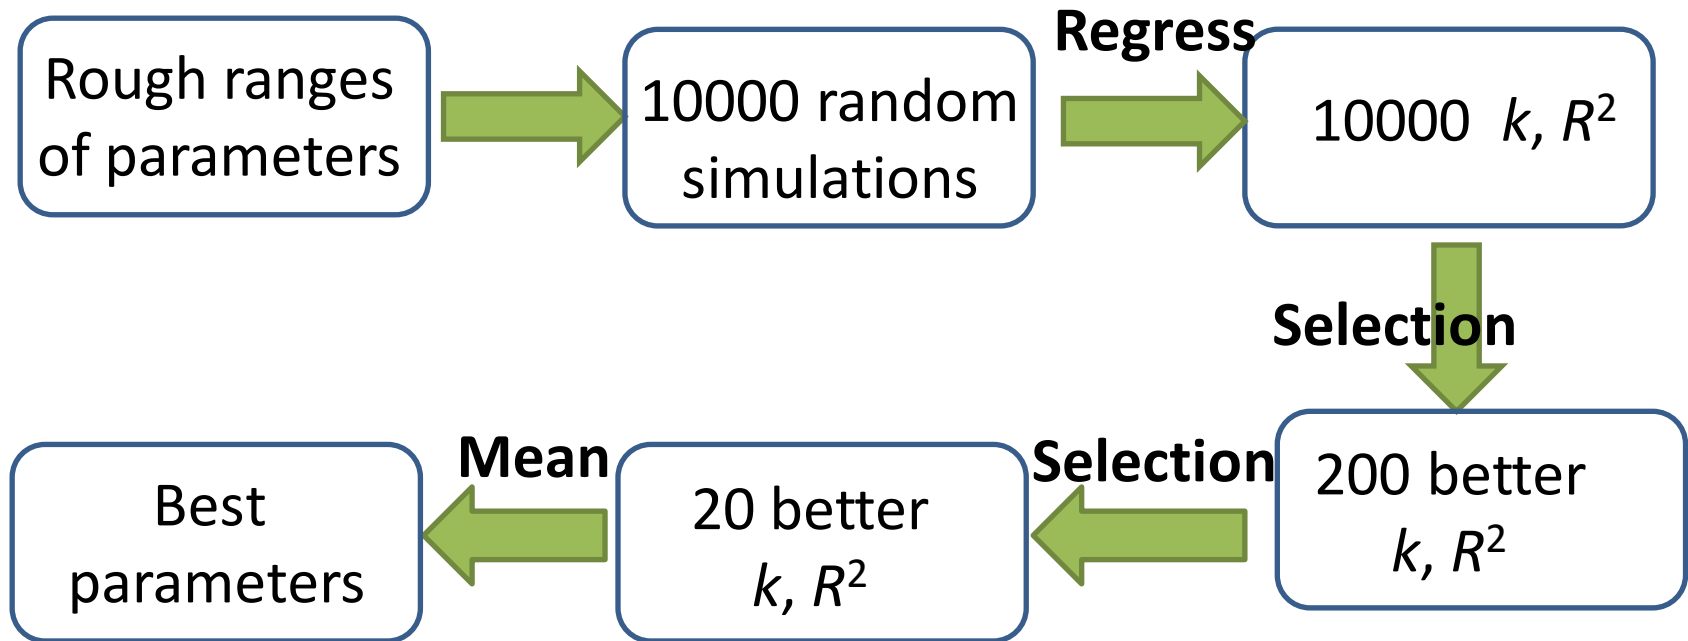 Rough ranges
of parameters
10000 random
simulations
Regress
10000 k, R²
Selection
200 better
k, R²
Selection
20 better
k, R²
Mean
Best
parameters